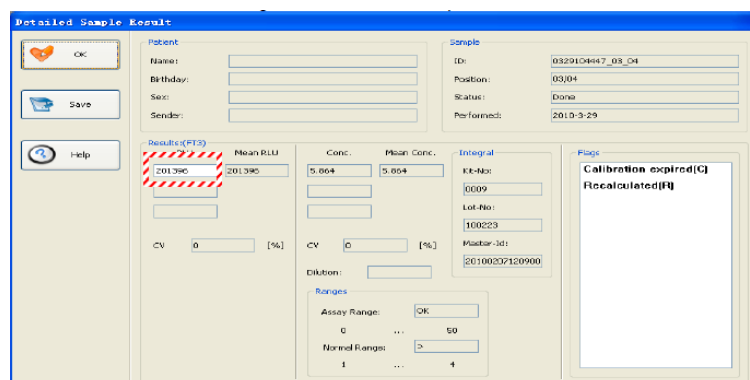 Detailed Sample Result
OK
Save
Help
Patient
Name:
Birthday:
Sex:
Sender:
Sample
ID: 0329104447_03_04
Position: 03/04
Status: Done
Performed: 2010-3-29
Results:(FT3)
Mean RLU
201396 201396
CV 0 [%]
Conc. Mean Conc.
5.864 5.864
CV 0 [%]
Dilution:
Ranges
Assay Range: OK
0 ... 50
Normal Range: >
1 ... 4
Integral
Kit-No:
0009
Lot-No:
100223
Master-Id:
20100207120900
Flags
Calibration expired(C)
Recalculated(R)